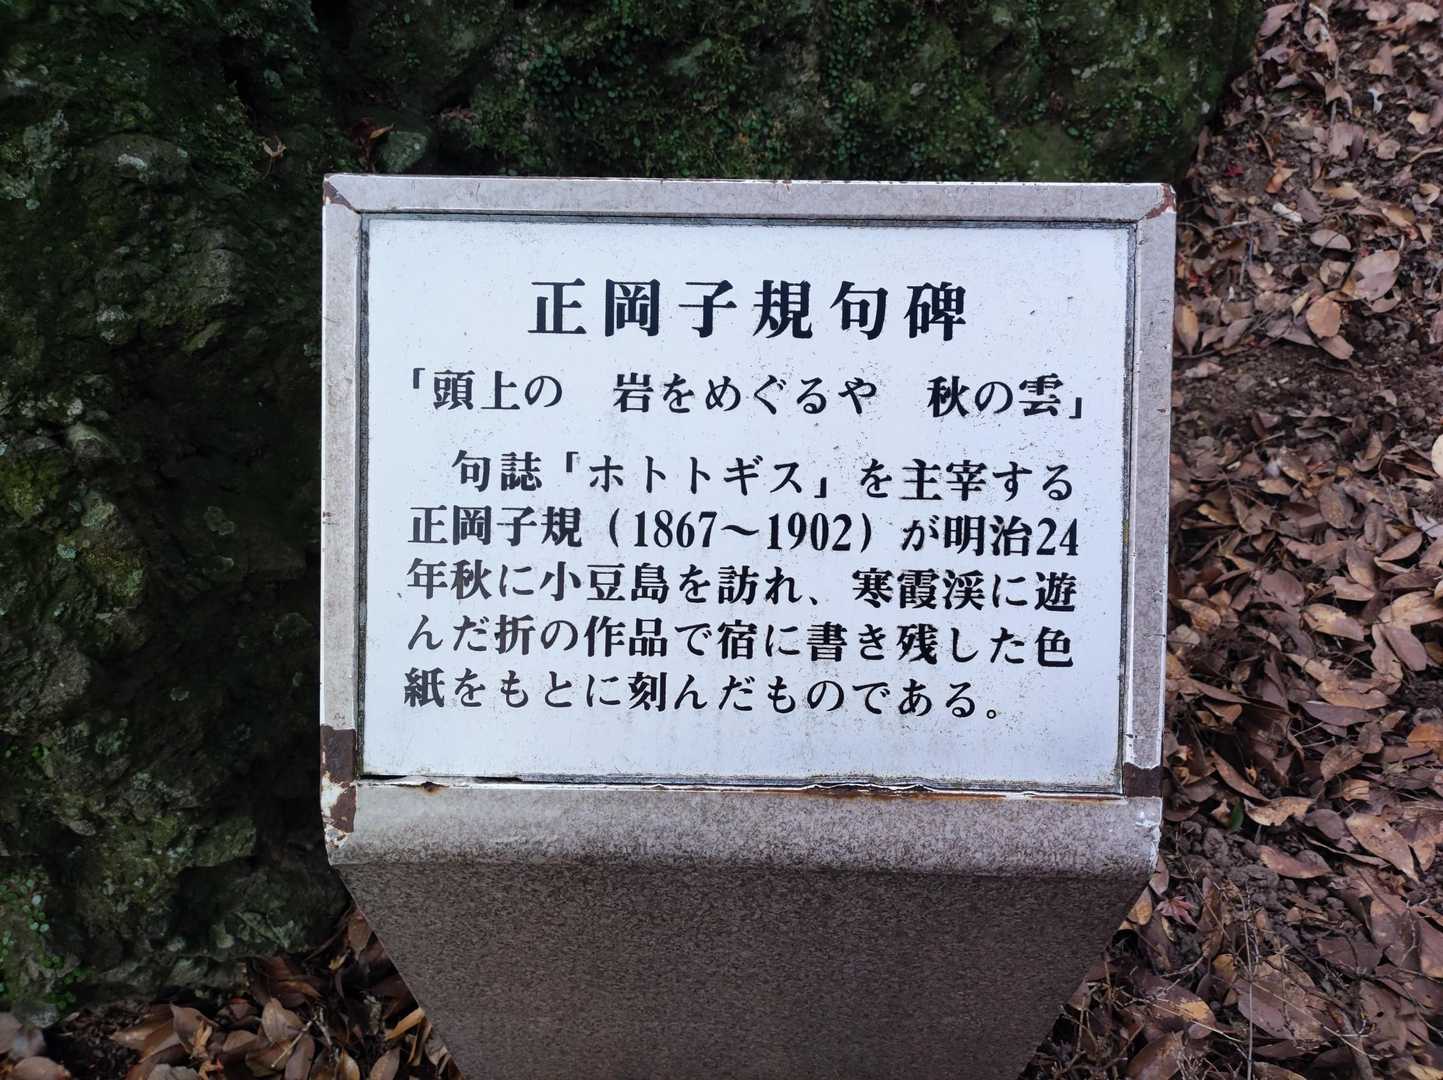 正岡子規句碑
「頭上の　岩をめぐるや　秋の雲」
句誌「ホトトギス」を主宰する
正岡子規（1867〜1902）が明治24
年秋に小豆島を訪れ、寒霞渓に遊
んだ折の作品で宿に書き残した色
紙をもとに刻んだものである。